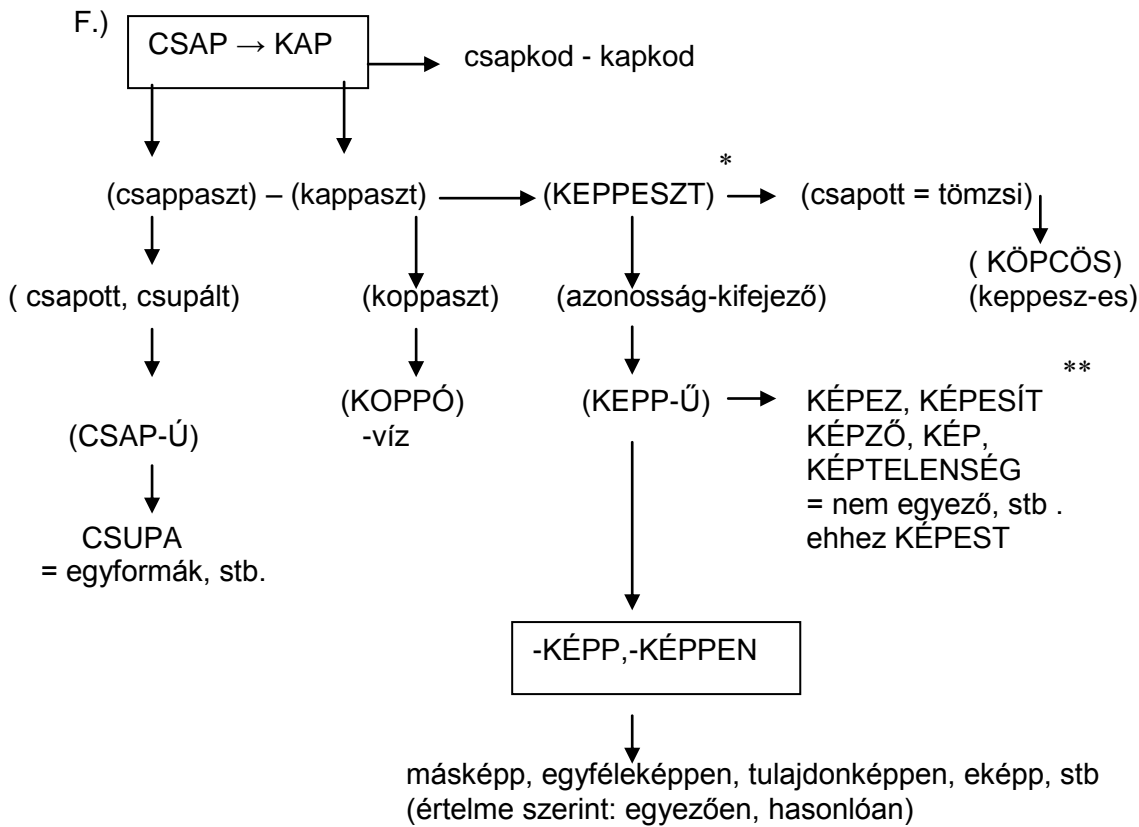 F.)
CSAP → KAP
csapkod - kapkod
*
(csappaszt) – (kappaszt)
(KEPPESZT)
(csapott = tömzsi)
( KÖPCÖS)
(keppesz-es)
( csapott, csupált)
(koppaszt)
(azonosság-kifejező)
**
(CSAP-Ú)
(KOPPÓ)
-víz
(KEPP-Ű)
KÉPEZ, KÉPESÍT
KÉPZŐ, KÉP,
KÉPTELENSÉG
= nem egyező, stb .
ehhez KÉPEST
CSUPA
= egyformák, stb.
-KÉPP,-KÉPPEN
másképp, egyféleképpen, tulajdonképpen, eképp, stb
(értelme szerint: egyezően, hasonlóan)